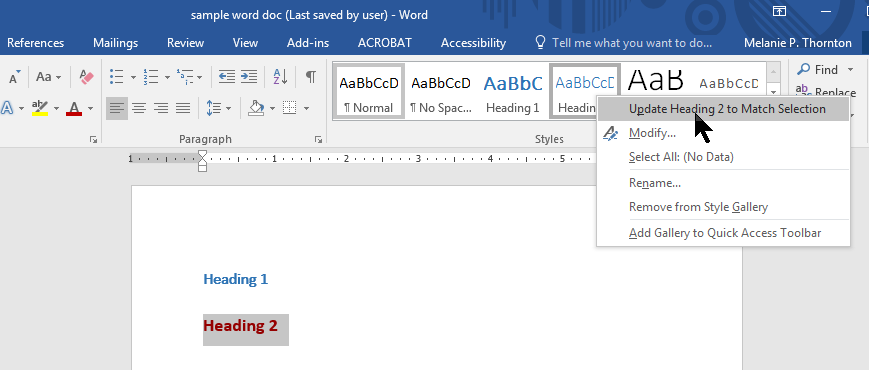 sample word doc (Last saved by user) - Word
References Mailings Review View Add-ins ACROBAT Accessibility Tell me what you want to do... Melanie P. Thornton
A Aa A AaBbCcD AaBbCcD AaBbC AaBbCcD AaB AaBbCcD Find
A ab A ¶ Normal ¶ No Spac... Heading 1 Headin Replace
Paragraph Styles
Update Heading 2 to Match Selection
Modify...
Select All: (No Data)
Rename...
Remove from Style Gallery
Add Gallery to Quick Access Toolbar
1 1 2 3 4 5
Heading 1
Heading 2